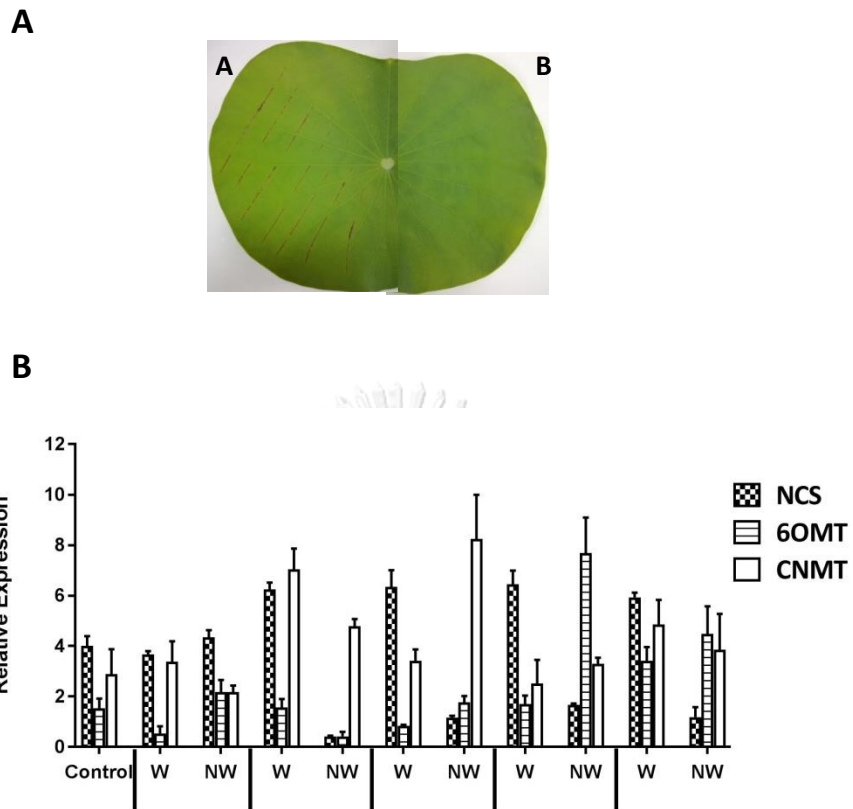 A
A B
B
Relative Expression
12
10
8
6
4
2
0
Control W NW W NW W NW W NW W NW
NCS
6OMT
CNMT